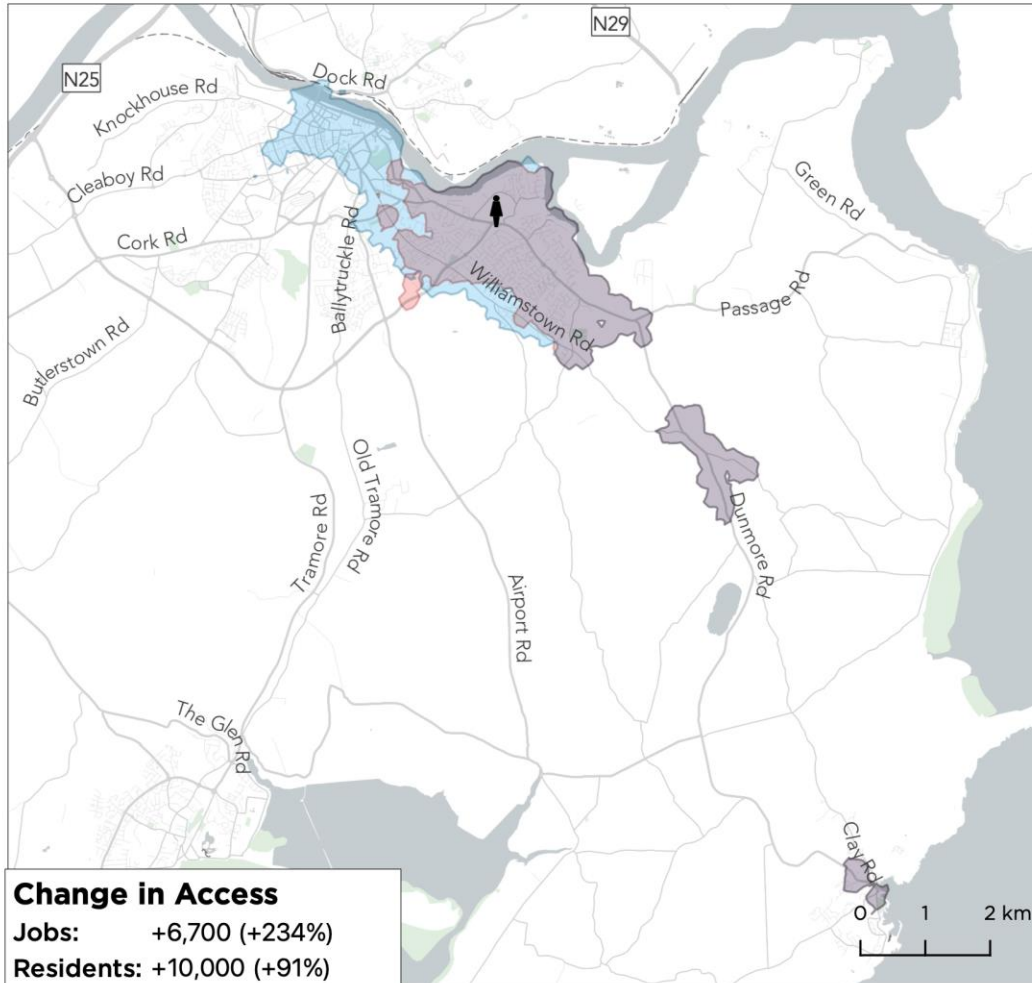 N29
N25
Dock Rd
Knockhouse Rd
Cleaboy Rd
Green Rd
Cork Rd
Ballytruckle Rd
Williamstown Rd
Passage Rd
Butlerstown Rd
Old Tramore Rd
Tramore Rd
Dunmore Rd
Airport Rd
The Glen Rd
Clay Rd
0 1 2 km
Change in Access
Jobs: +6,700 (+234%)
Residents: +10,000 (+91%)